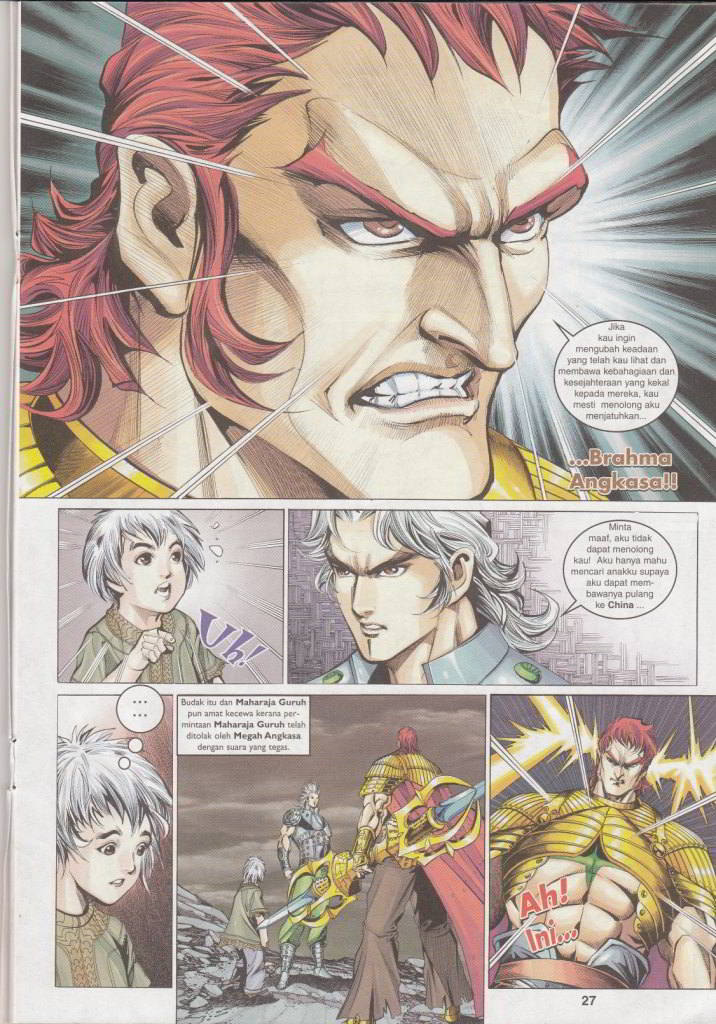 Jika
kau ingin
mengubah keadaan
yang telah kau lihat dan
membawa kebahagiaan dan
kesejahteraan yang kekal
kepada mereka, kau
mesti menolong aku
menjatuhkan...
...Brahma
Angkasa!!
Uh!
Minta
maaf, aku tidak
dapat menolong
kau! Aku hanya mahu
mencari anakku supaya
aku dapat mem-
bawanya pulang
ke China ...
...
...
Budak itu dan Maharaja Guruh
pun amat kecewa kerana per-
mintaan Maharaja Guruh telah
ditolak oleh Megah Angkasa
dengan suara yang tegas.
Ah!
Ini...
27